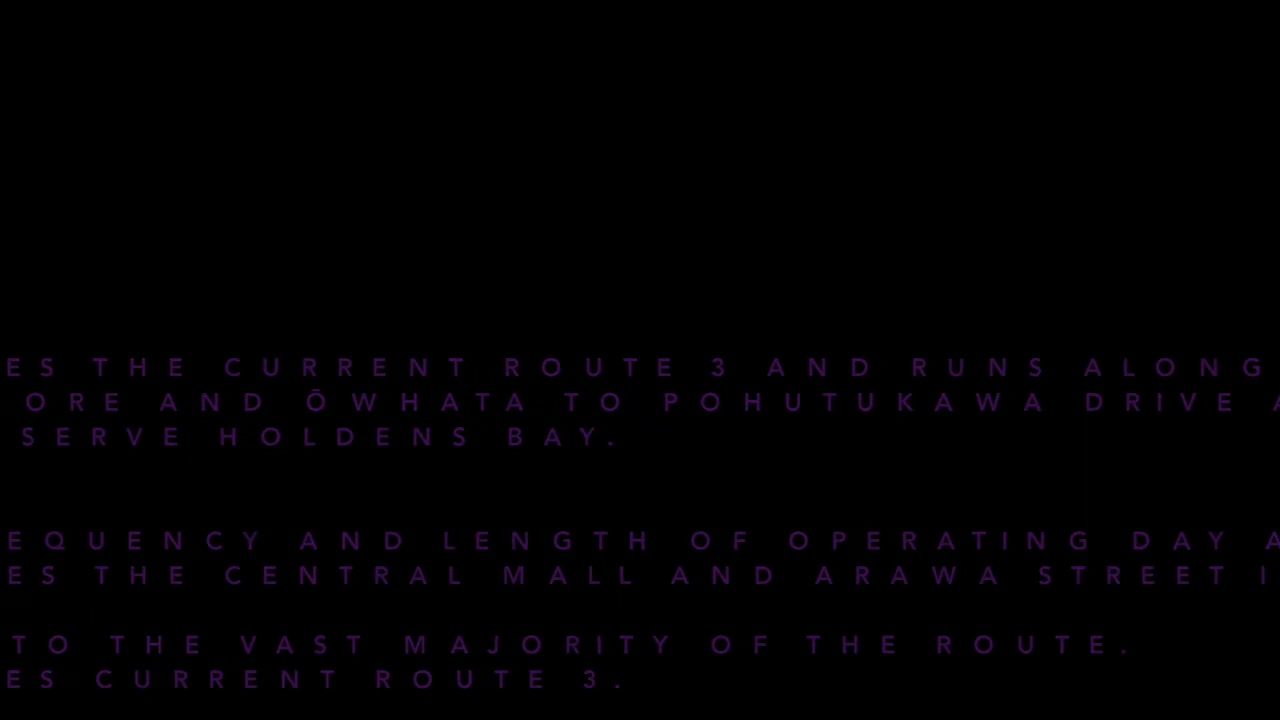 ES THE CURRENT ROUTE 3 AND RUNS ALONG
ORE AND ŌWHATA TO POHUTUKAWA DRIVE A
SERVE HOLDENS BAY.
EQUENCY AND LENGTH OF OPERATING DAY A
ES THE CENTRAL MALL AND ARAWA STREET I
TO THE VAST MAJORITY OF THE ROUTE.
ES CURRENT ROUTE 3.